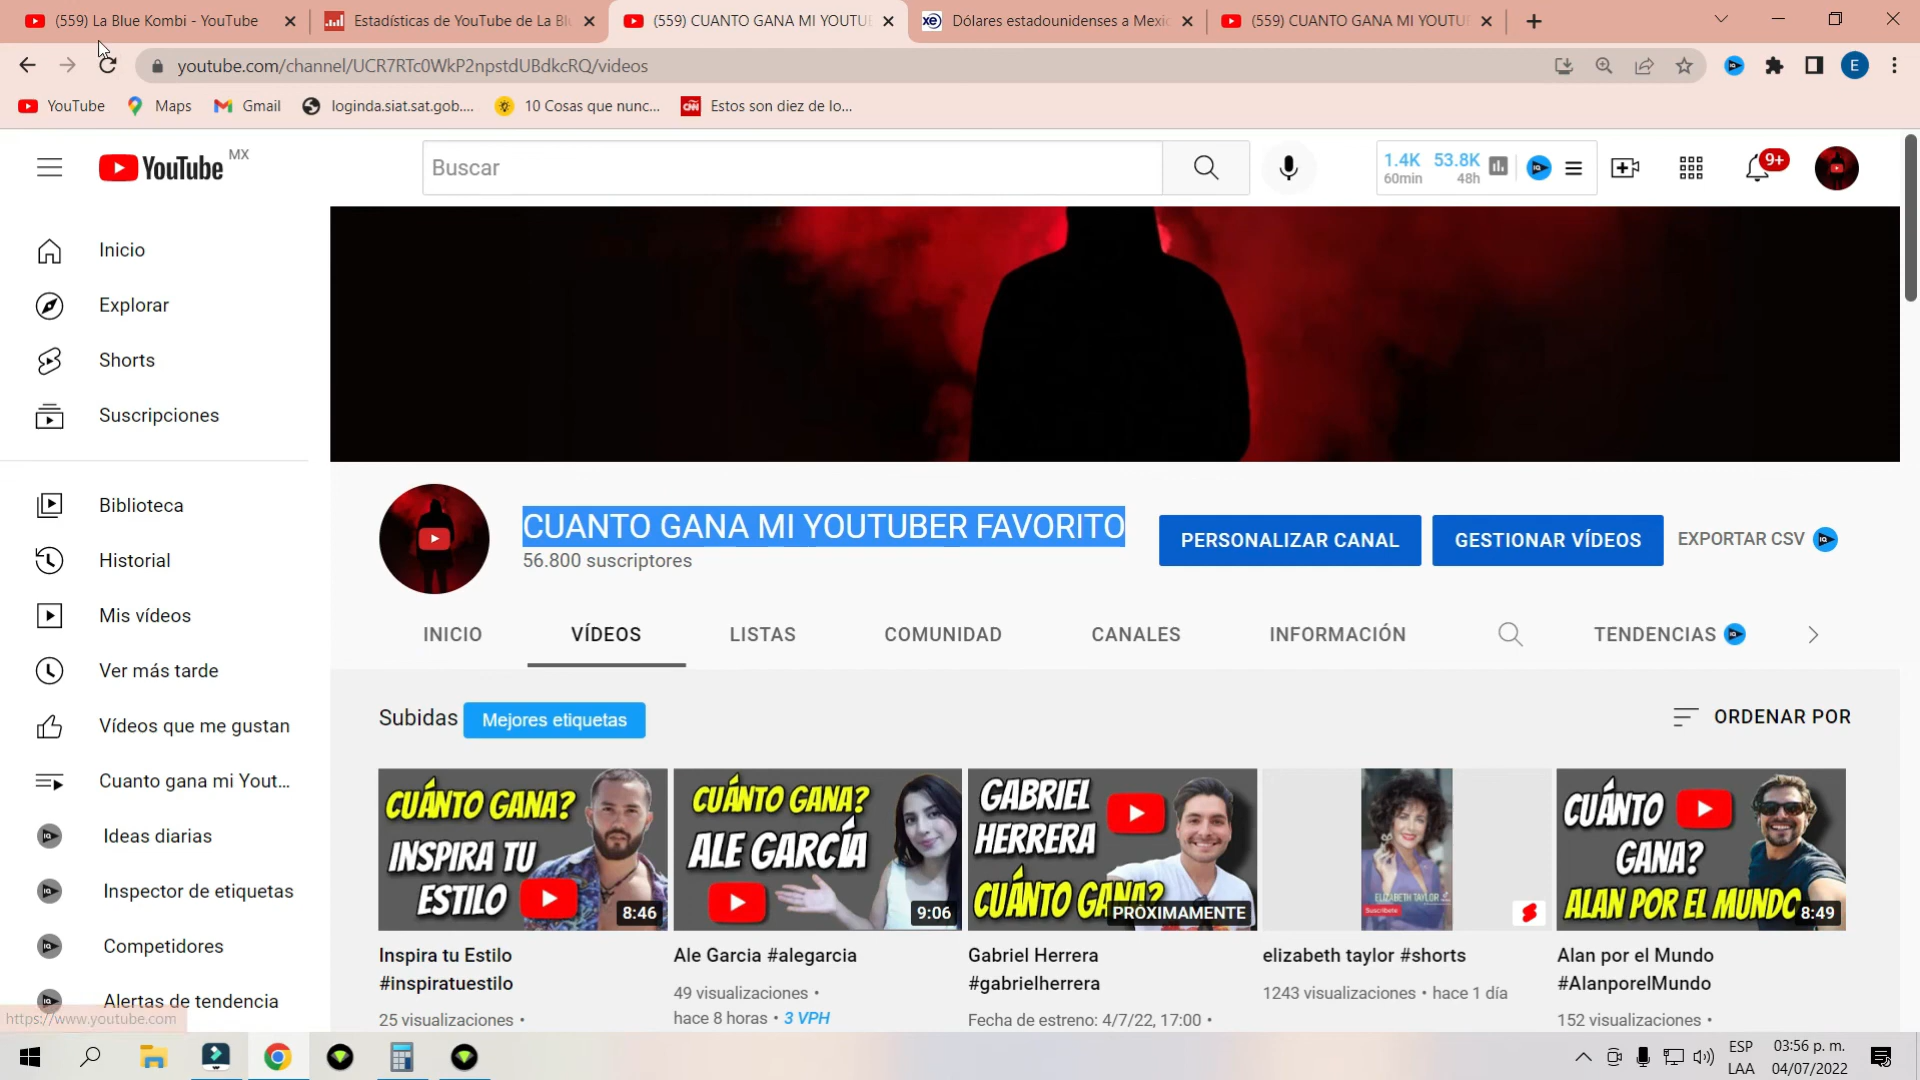 (559) La Blue Kombi - YouTube
Estadísticas de YouTube de La Bl
(559) CUANTO GANA MI YOUTU
Dólares estadounidenses a Mexic
(559) CUANTO GANA MI YOUTU
youtube.com/channel/UCR7RTc0WkP2npstdUBdkcRQ/videos
E
YouTube
Maps
Gmail
loginda.siat.sat.gob....
10 Cosas que nunc...
Estos son diez de lo...
YouTube MX
Buscar
1.4K 53.8K
60min 48h
9+
Inicio
Explorar
Shorts
Suscripciones
Biblioteca
Historial
Mis vídeos
Ver más tarde
Vídeos que me gustan
Cuanto gana mi Yout...
Ideas diarias
Inspector de etiquetas
Competidores
Alertas de tendencia
https://www.youtube.com
CUANTO GANA MI YOUTUBER FAVORITO
56.800 suscriptores
PERSONALIZAR CANAL
GESTIONAR VÍDEOS
EXPORTAR CSV
INICIO
VÍDEOS
LISTAS
COMUNIDAD
CANALES
INFORMACIÓN
TENDENCIAS
Subidas
Mejores etiquetas
ORDENAR POR
CUÁNTO GANA?
INSPIRA TU
ESTILO
8:46
Inspira tu Estilo
#inspiratuestilo
25 visualizaciones •
CUÁNTO GANA?
ALE GARCÍA
9:06
Ale Garcia #alegarcia
49 visualizaciones •
hace 8 horas • 3 VPH
GABRIEL
HERRERA
CUÁNTO GANA?
PRÓXIMAMENTE
Gabriel Herrera
#gabrielherrera
Fecha de estreno: 4/7/22, 17:00 •
ELIZABETH TAYLOR
Suscríbete
elizabeth taylor #shorts
1243 visualizaciones • hace 1 día
CUÁNTO
GANA?
ALAN POR EL MUNDO
8:49
Alan por el Mundo
#AlanporelMundo
152 visualizaciones •
ESP
LAA
03:56 p. m.
04/07/2022